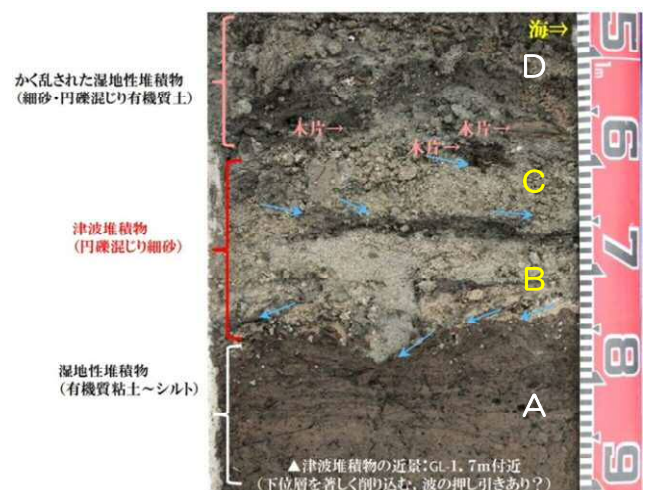 海⇒
5
1m
D
かく乱された湿地性堆積物
(細砂・円礫混じり有機質土)
木片→
木片→
木片→
6
C
津波堆積物
(円礫混じり細砂)
7
B
湿地性堆積物
(有機質粘土～シルト)
8
A
9
▲津波堆積物の近景:GL-1.7m付近
(下位層を著しく削り込む、波の押し引きあり?)